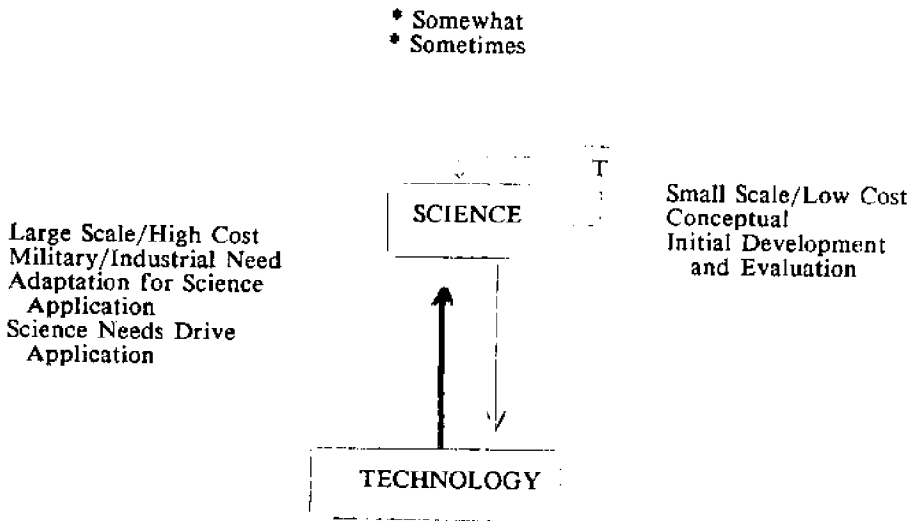 * Somewhat
* Sometimes
T
SCIENCE
Large Scale/High Cost
Military/Industrial Need
Adaptation for Science
Application
Science Needs Drive
Application
Small Scale/Low Cost
Conceptual
Initial Development
and Evaluation
TECHNOLOGY